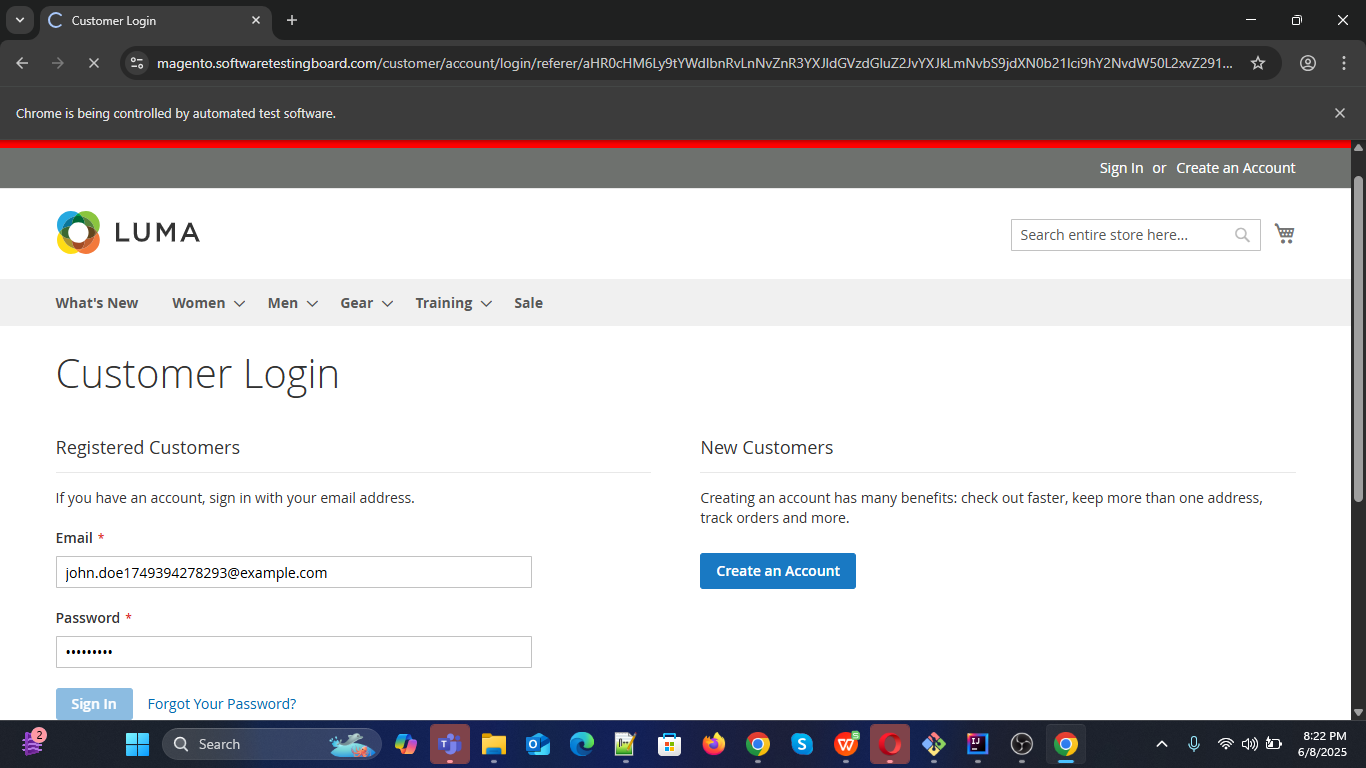 Customer Login
magento.softwaretestingboard.com/customer/account/login/referer/aHR0cHM6Ly9tYWdlbnRvLnNvZnR3YXJldGVzdGluZ2JvYXJkLmNvbS9jdXN0b21lci9hY2NvdW50L2xvZ291...
Chrome is being controlled by automated test software.
Sign In or Create an Account
LUMA
Search entire store here...
What's New Women Men Gear Training Sale
Customer Login
Registered Customers
If you have an account, sign in with your email address.
Email *
john.doe1749394278293@example.com
Password *
•••••••••
Sign In Forgot Your Password?
New Customers
Creating an account has many benefits: check out faster, keep more than one address,
track orders and more.
Create an Account
2
Search
8:22 PM
6/8/2025